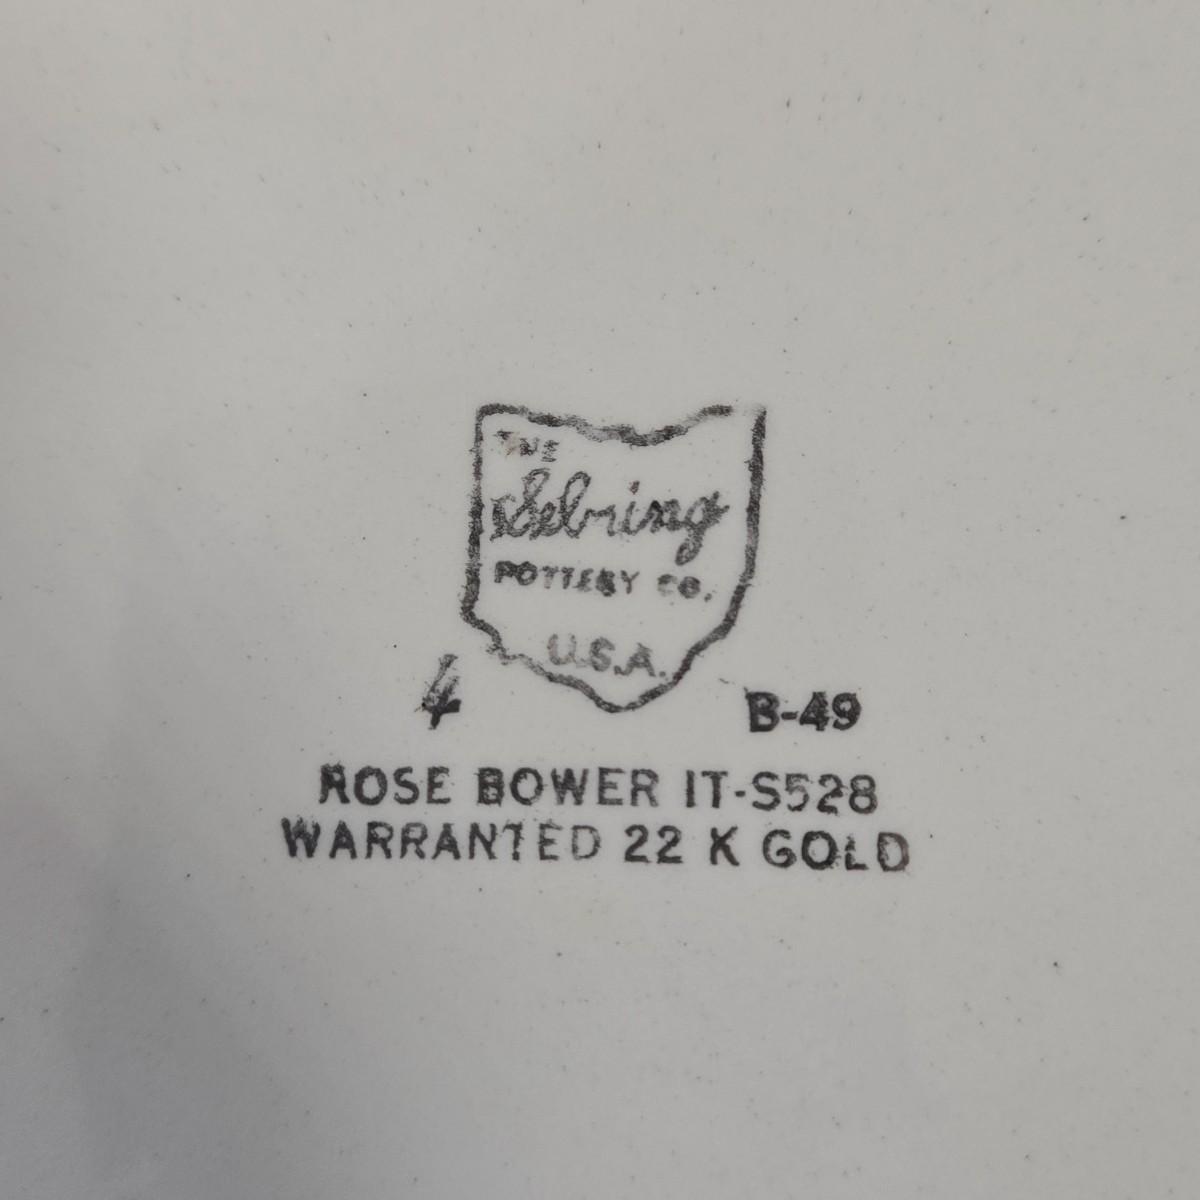 THE
Sebring
POTTERY CO.
U.S.A.
4 B-49
ROSE BOWER IT-S528
WARRANTED 22 K GOLD